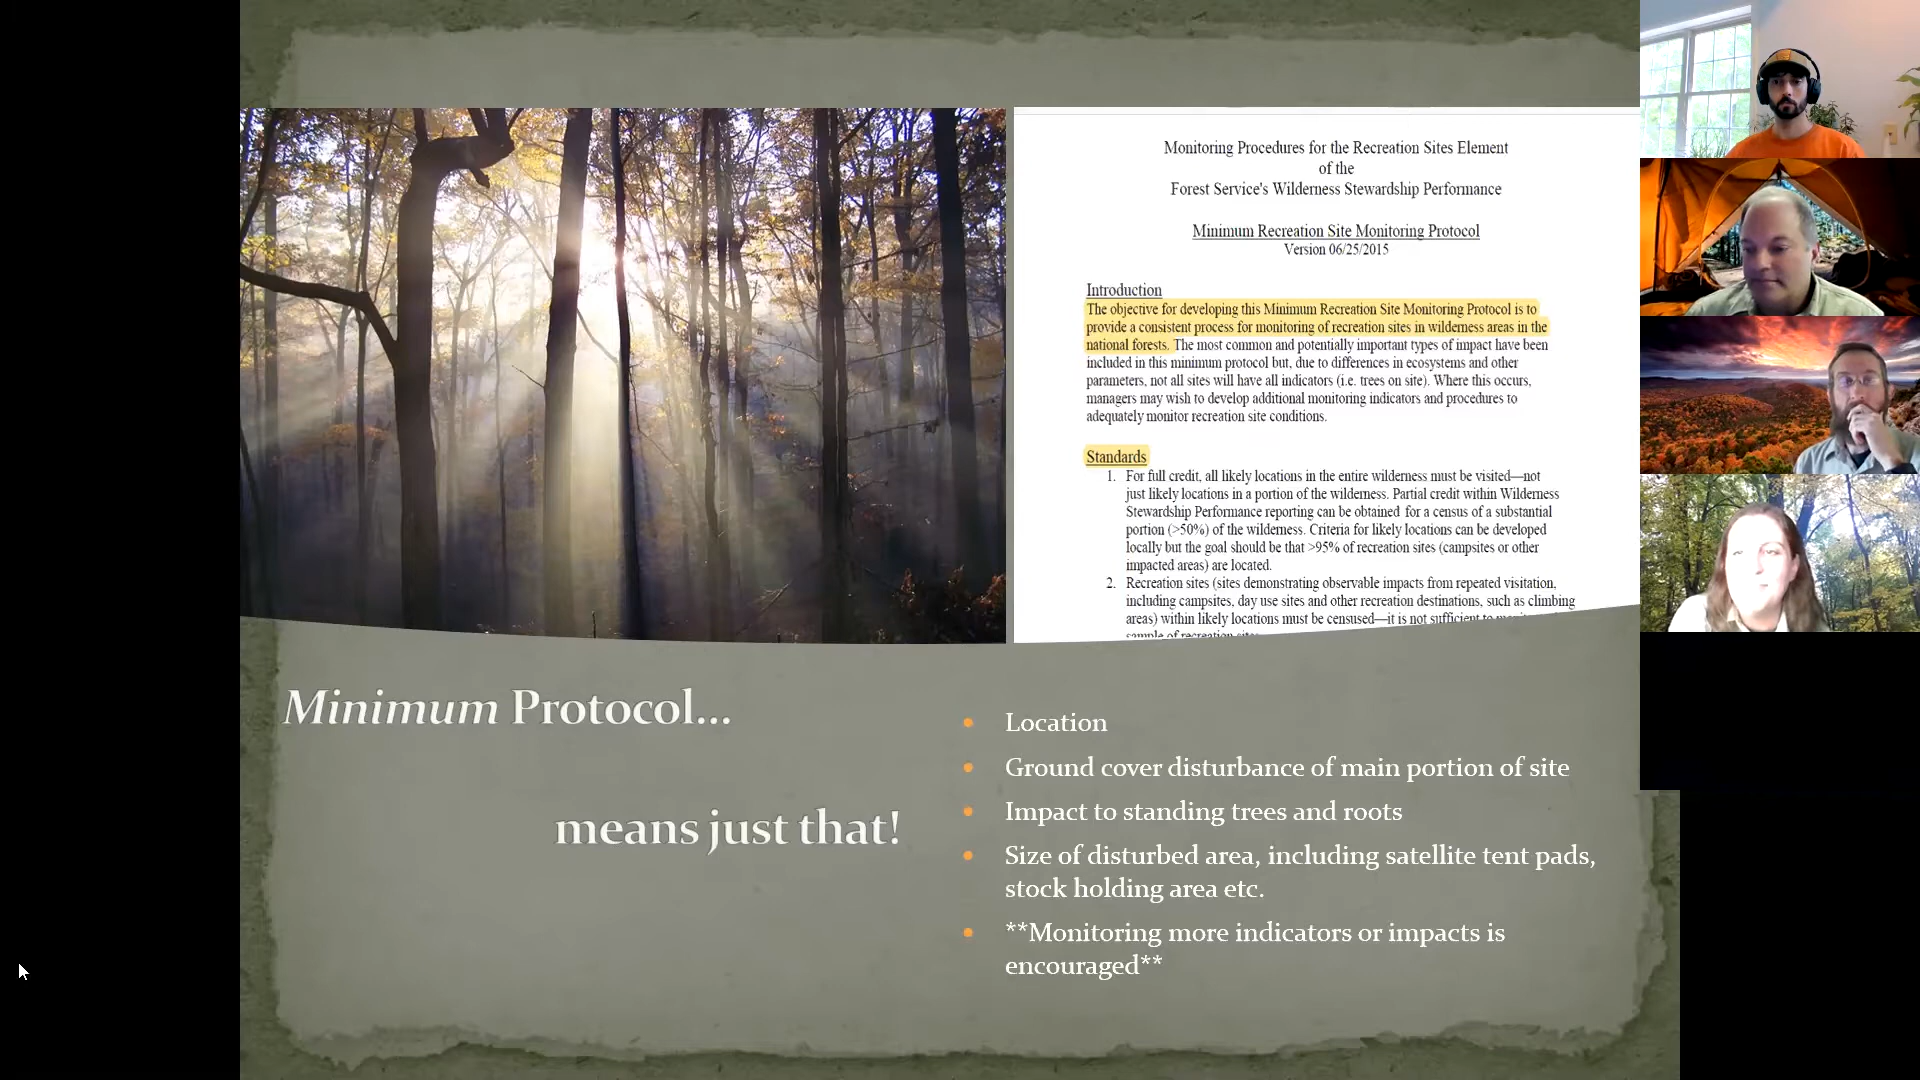 Monitoring Procedures for the Recreation Sites Element
of the
Forest Service's Wilderness Stewardship Performance
Minimum Recreation Site Monitoring Protocol
Version 06/25/2015
Introduction
The objective for developing this Minimum Recreation Site Monitoring Protocol is to
provide a consistent process for monitoring of recreation sites in wilderness areas in the
national forests. The most common and potentially important types of impact have been
included in this minimum protocol but, due to differences in ecosystems and other
parameters, not all sites will have all indicators (i.e. trees on site). Where this occurs,
managers may wish to develop additional monitoring indicators and procedures to
adequately monitor recreation site conditions.
Standards
1. For full credit, all likely locations in the entire wilderness must be visited—not
just likely locations in a portion of the wilderness. Partial credit within Wilderness
Stewardship Performance reporting can be obtained for a census of a substantial
portion (>50%) of the wilderness. Criteria for likely locations can be developed
locally but the goal should be that >95% of recreation sites (campsites or other
impacted areas) are located.
2. Recreation sites (sites demonstrating observable impacts from repeated visitation,
including campsites, day use sites and other recreation destinations, such as climbing
areas) within likely locations must be censused—it is not sufficient to
sample of recreation
Minimum Protocol...
means just that!
• Location
• Ground cover disturbance of main portion of site
• Impact to standing trees and roots
• Size of disturbed area, including satellite tent pads,
stock holding area etc.
• **Monitoring more indicators or impacts is
encouraged**